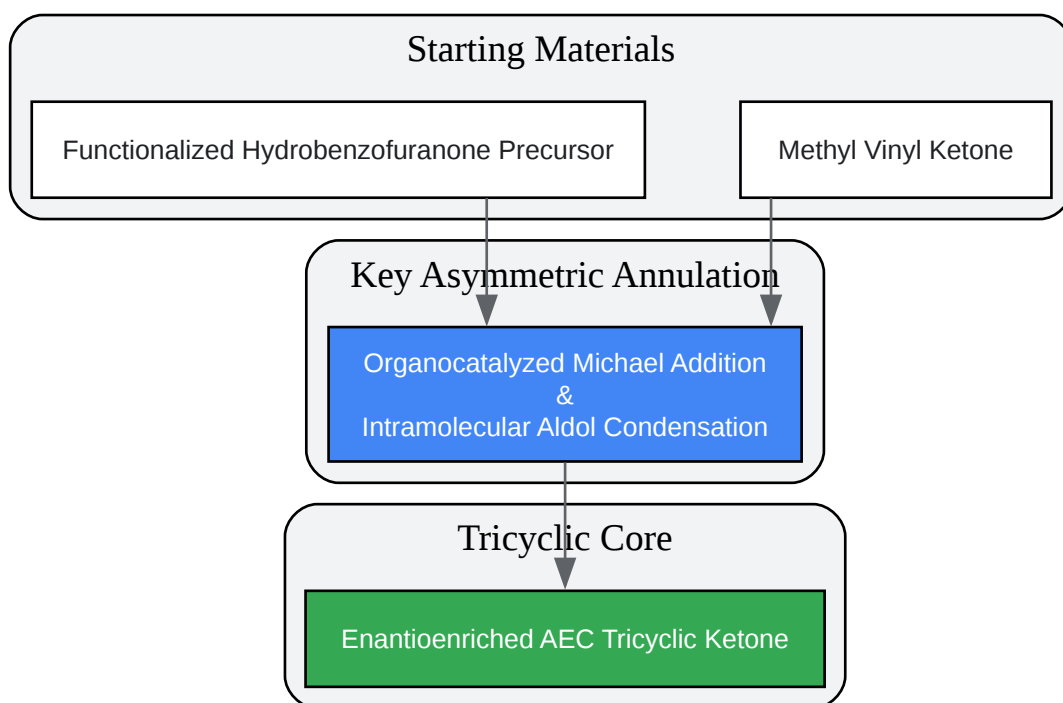 Starting Materials
Functionalized Hydrobenzofuranone Precursor
Methyl Vinyl Ketone
Key Asymmetric Annulation
Organocatalyzed Michael Addition
&
Intramolecular Aldol Condensation
Tricyclic Core
Enantioenriched AEC Tricyclic Ketone